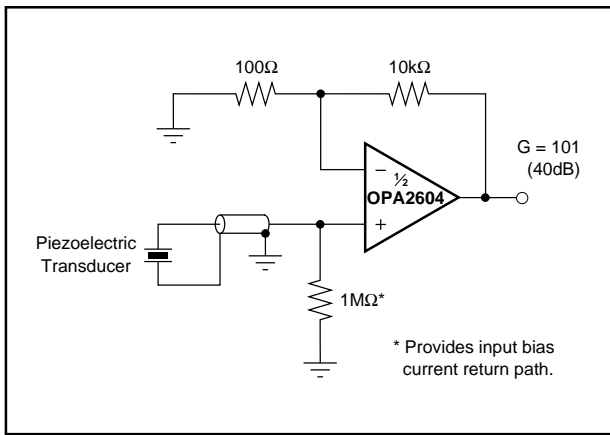 100Ω
10kΩ
G = 101
(40dB)
−
½
OPA2604
+
Piezoelectric
Transducer
1MΩ*
* Provides input bias
current return path.